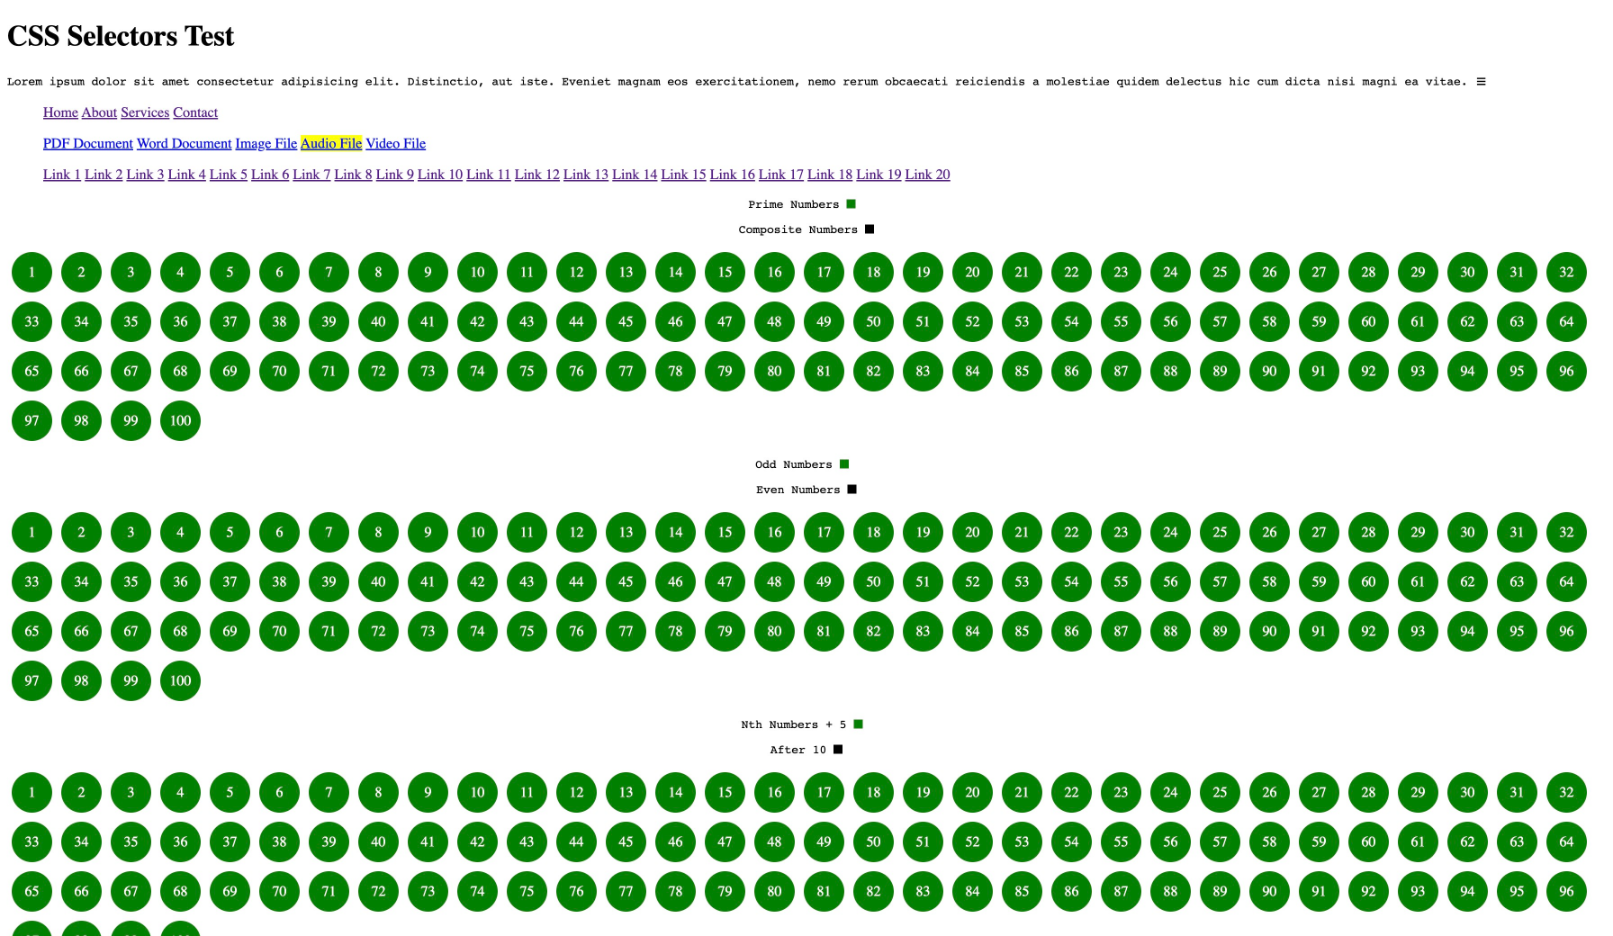 CSS Selectors Test
Lorem ipsum dolor sit amet consectetur adipisicing elit. Distinctio, aut iste. Eveniet magnam eos exercitationem, nemo rerum obcaecati reiciendis a molestiae quidem delectus hic cum dicta nisi magni ea vitae. ☰
Home About Services Contact
PDF Document Word Document Image File Audio File Video File
Link 1 Link 2 Link 3 Link 4 Link 5 Link 6 Link 7 Link 8 Link 9 Link 10 Link 11 Link 12 Link 13 Link 14 Link 15 Link 16 Link 17 Link 18 Link 19 Link 20
Prime Numbers
Composite Numbers
1 2 3 4 5 6 7 8 9 10 11 12 13 14 15 16 17 18 19 20 21 22 23 24 25 26 27 28 29 30 31 32
33 34 35 36 37 38 39 40 41 42 43 44 45 46 47 48 49 50 51 52 53 54 55 56 57 58 59 60 61 62 63 64
65 66 67 68 69 70 71 72 73 74 75 76 77 78 79 80 81 82 83 84 85 86 87 88 89 90 91 92 93 94 95 96
97 98 99 100
Odd Numbers
Even Numbers
1 2 3 4 5 6 7 8 9 10 11 12 13 14 15 16 17 18 19 20 21 22 23 24 25 26 27 28 29 30 31 32
33 34 35 36 37 38 39 40 41 42 43 44 45 46 47 48 49 50 51 52 53 54 55 56 57 58 59 60 61 62 63 64
65 66 67 68 69 70 71 72 73 74 75 76 77 78 79 80 81 82 83 84 85 86 87 88 89 90 91 92 93 94 95 96
97 98 99 100
Nth Numbers + 5
After 10
1 2 3 4 5 6 7 8 9 10 11 12 13 14 15 16 17 18 19 20 21 22 23 24 25 26 27 28 29 30 31 32
33 34 35 36 37 38 39 40 41 42 43 44 45 46 47 48 49 50 51 52 53 54 55 56 57 58 59 60 61 62 63 64
65 66 67 68 69 70 71 72 73 74 75 76 77 78 79 80 81 82 83 84 85 86 87 88 89 90 91 92 93 94 95 96